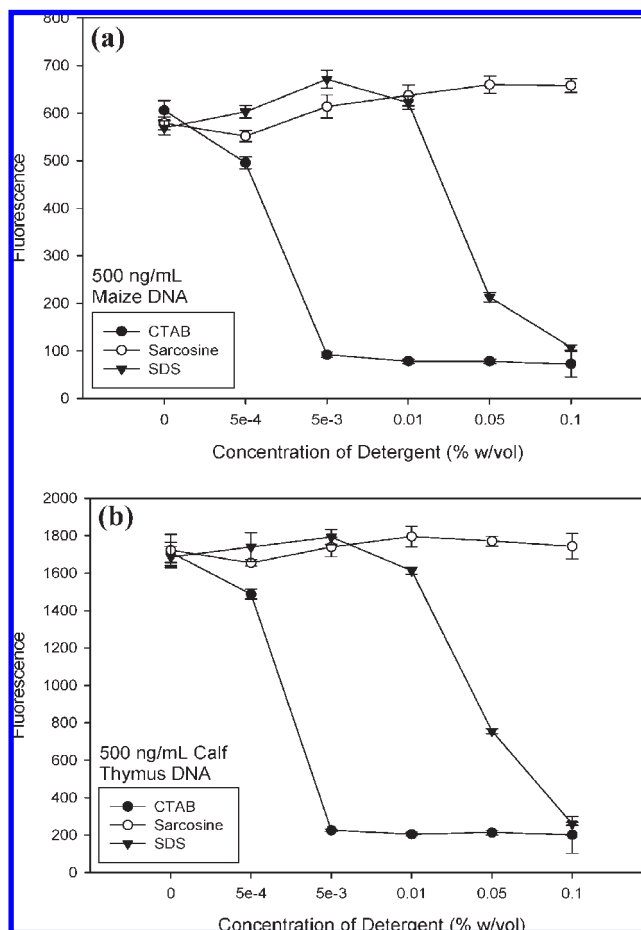 (a)
800
700
600
500
400
300
200
100
0
Fluorescence
500 ng/mL
Maize DNA
CTAB
Sarcosine
SDS
0 5e-4 5e-3 0.01 0.05 0.1
Concentration of Detergent (% w/vol)
(b)
2000
1800
1600
1400
1200
1000
800
600
400
200
0
Fluorescence
500 ng/mL Calf
Thymus DNA
CTAB
Sarcosine
SDS
0 5e-4 5e-3 0.01 0.05 0.1
Concentration of Detergent (% w/vol)